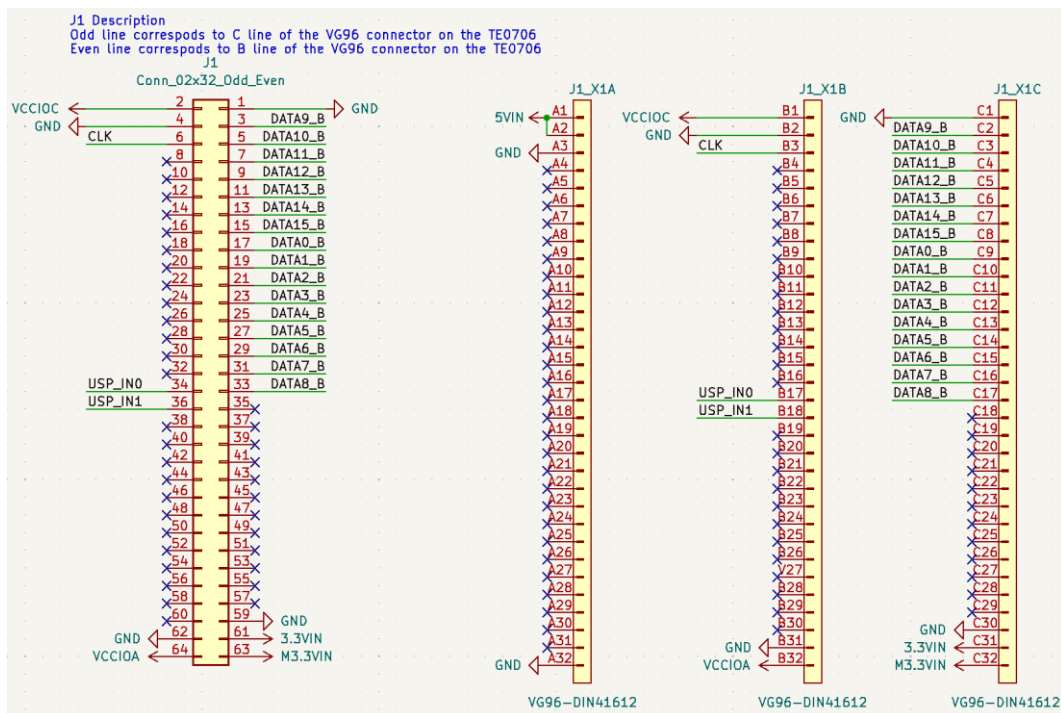 J1 Description
Odd line correspods to C line of the VG96 connector on the TE0706
Even line correspods to B line of the VG96 connector on the TE0706
J1
Conn_02x32_Odd_Even
VCCIOC 2 1 GND
GND 4 3 DATA9_B
CLK 6 5 DATA10_B
8 7 DATA11_B
10 9 DATA12_B
12 11 DATA13_B
14 13 DATA14_B
16 15 DATA15_B
18 17 DATA0_B
20 19 DATA1_B
22 21 DATA2_B
24 23 DATA3_B
26 25 DATA4_B
28 27 DATA5_B
30 29 DATA6_B
32 31 DATA7_B
USP_IN0 34 33 DATA8_B
USP_IN1 36 35
38 37
40 39
42 41
44 43
46 45
48 47
50 49
52 51
54 53
56 55
58 57
60 59 GND
GND 62 61 3.3VIN
VCCIOA 64 63 M3.3VIN
J1_X1A
5VIN A1
A2
GND A3
A4
A5
A6
A7
A8
A9
A10
A11
A12
A13
A14
A15
A16
A17
A18
A19
A20
A21
A22
A23
A24
A25
A26
A27
A28
A29
A30
A31
GND A32
VG96-DIN41612
J1_X1B
VCCIOC B1
GND B2
CLK B3
B4
B5
B6
B7
B8
B9
B10
B11
B12
B13
B14
B15
B16
USP_IN0 B17
USP_IN1 B18
B19
B20
B21
B22
B23
B24
B25
B26
V27
B28
B29
B30
GND B31
VCCIOA B32
VG96-DIN41612
J1_X1C
GND C1
DATA9_B C2
DATA10_B C3
DATA11_B C4
DATA12_B C5
DATA13_B C6
DATA14_B C7
DATA15_B C8
DATA0_B C9
DATA1_B C10
DATA2_B C11
DATA3_B C12
DATA4_B C13
DATA5_B C14
DATA6_B C15
DATA7_B C16
DATA8_B C17
C18
C19
C20
C21
C22
C23
C24
C25
C26
C27
C28
C29
GND C30
3.3VIN C31
M3.3VIN C32
VG96-DIN41612